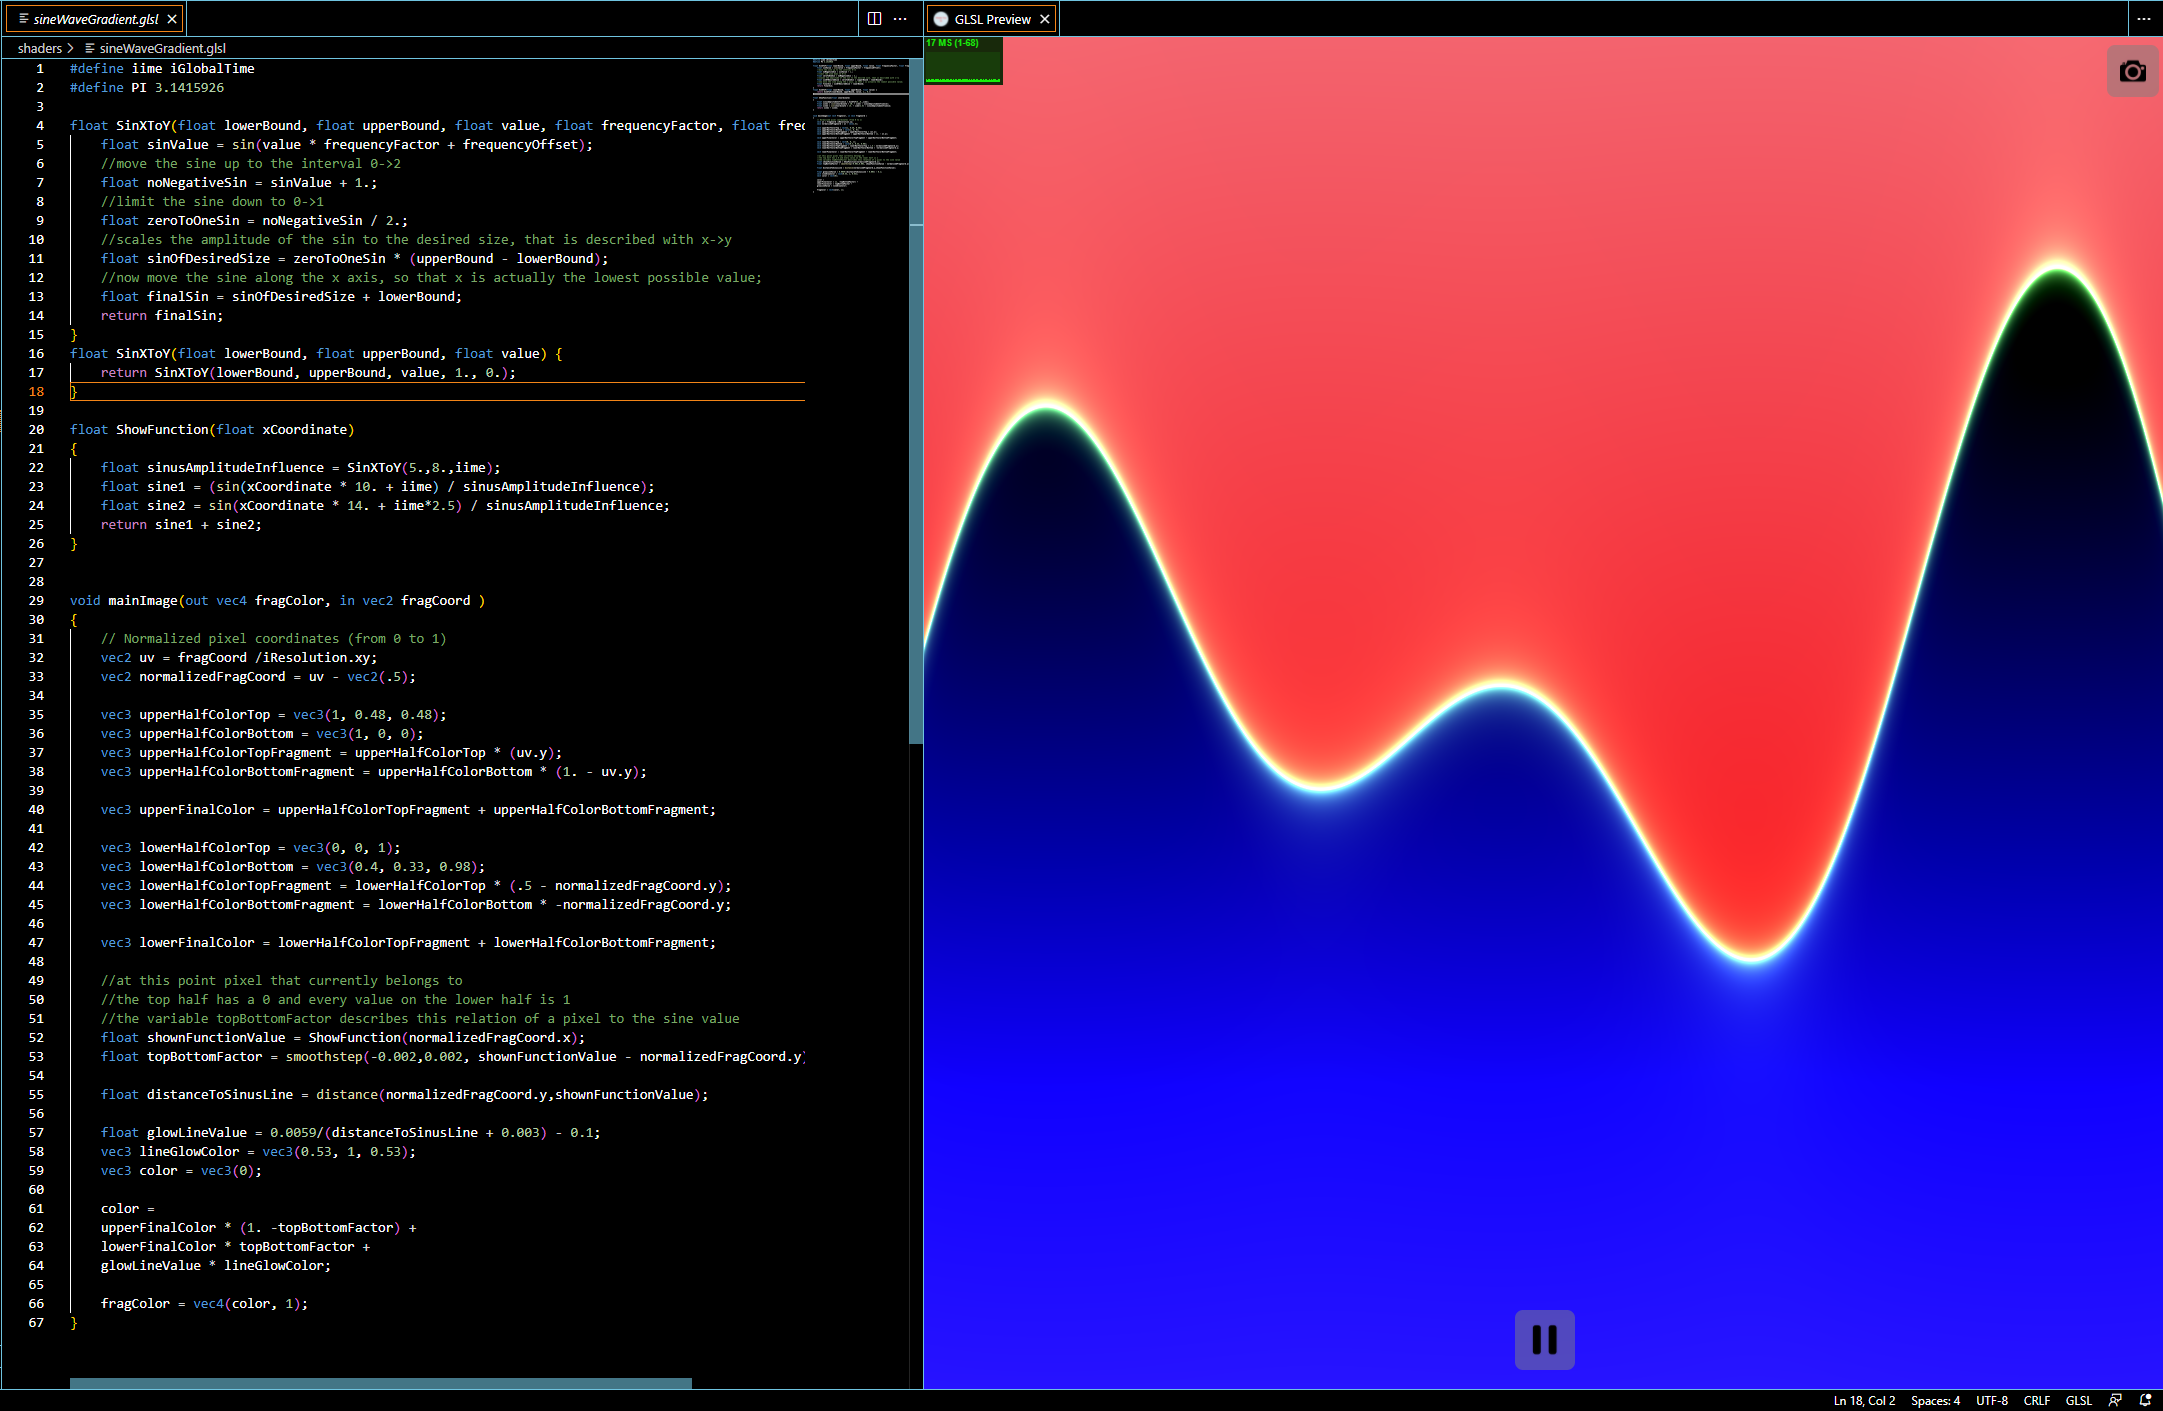 sineWaveGradient.glsl
shaders > sineWaveGradient.glsl
1 #define iime iGlobalTime
2 #define PI 3.1415926
3
4 float SinXToY(float lowerBound, float upperBound, float value, float frequencyFactor, float
5 float sinValue = sin(value * frequencyFactor + frequencyOffset);
6 //move the sine up to the interval 0->2
7 float noNegativeSin = sinValue + 1.;
8 //limit the sine down to 0->1
9 float zeroToOneSin = noNegativeSin / 2.;
10 //scales the amplitude of the sin to the desired size, that is described with x->y
11 float sinOfDesiredSize = zeroToOneSin * (upperBound - lowerBound);
12 //now move the sine along the x axis, so that x is actually the lowest possible value;
13 float finalSin = sinOfDesiredSize + lowerBound;
14 return finalSin;
15 }
16 float SinXToY(float lowerBound, float upperBound, float value) {
17 return SinXToY(lowerBound, upperBound, value, 1., 0.);
18 }
19
20 float ShowFunction(float xCoordinate)
21 {
22 float sinusAmplitudeInfluence = SinXToY(5.,8.,iime);
23 float sine1 = (sin(xCoordinate * 10. + iime) / sinusAmplitudeInfluence);
24 float sine2 = sin(xCoordinate * 14. + iime*2.5) / sinusAmplitudeInfluence;
25 return sine1 + sine2;
26 }
27
28
29 void mainImage(out vec4 fragColor, in vec2 fragCoord )
30 {
31 // Normalized pixel coordinates (from 0 to 1)
32 vec2 uv = fragCoord /iResolution.xy;
33 vec2 normalizedFragCoord = uv - vec2(.5);
34
35 vec3 upperHalfColorTop = vec3(1, 0.48, 0.48);
36 vec3 upperHalfColorBottom = vec3(1, 0, 0);
37 vec3 upperHalfColorTopFragment = upperHalfColorTop * (uv.y);
38 vec3 upperHalfColorBottomFragment = upperHalfColorBottom * (1. - uv.y);
39
40 vec3 upperFinalColor = upperHalfColorTopFragment + upperHalfColorBottomFragment;
41
42 vec3 lowerHalfColorTop = vec3(0, 0, 1);
43 vec3 lowerHalfColorBottom = vec3(0.4, 0.33, 0.98);
44 vec3 lowerHalfColorTopFragment = lowerHalfColorTop * (.5 - normalizedFragCoord.y);
45 vec3 lowerHalfColorBottomFragment = lowerHalfColorBottom * -normalizedFragCoord.y;
46
47 vec3 lowerFinalColor = lowerHalfColorTopFragment + lowerHalfColorBottomFragment;
48
49 //at this point pixel that currently belongs to
50 //the top half has a 0 and every value on the lower half is 1
51 //the variable topBottomFactor describes this relation of a pixel to the sine value
52 float shownFunctionValue = ShowFunction(normalizedFragCoord.x);
53 float topBottomFactor = smoothstep(-0.002,0.002, shownFunctionValue - normalizedFragCoord.y)
54
55 float distanceToSinusLine = distance(normalizedFragCoord.y,shownFunctionValue);
56
57 float glowLineValue = 0.0059/(distanceToSinusLine + 0.003) - 0.1;
58 vec3 lineGlowColor = vec3(0.53, 1, 0.53);
59 vec3 color = vec3(0);
60
61 color =
62 upperFinalColor * (1. -topBottomFactor) +
63 lowerFinalColor * topBottomFactor +
64 glowLineValue * lineGlowColor;
65
66 fragColor = vec4(color, 1);
67 }
GLSL Preview
17 MS (1-68)
Ln 18, Col 2 Spaces: 4 UTF-8 CRLF GLSL